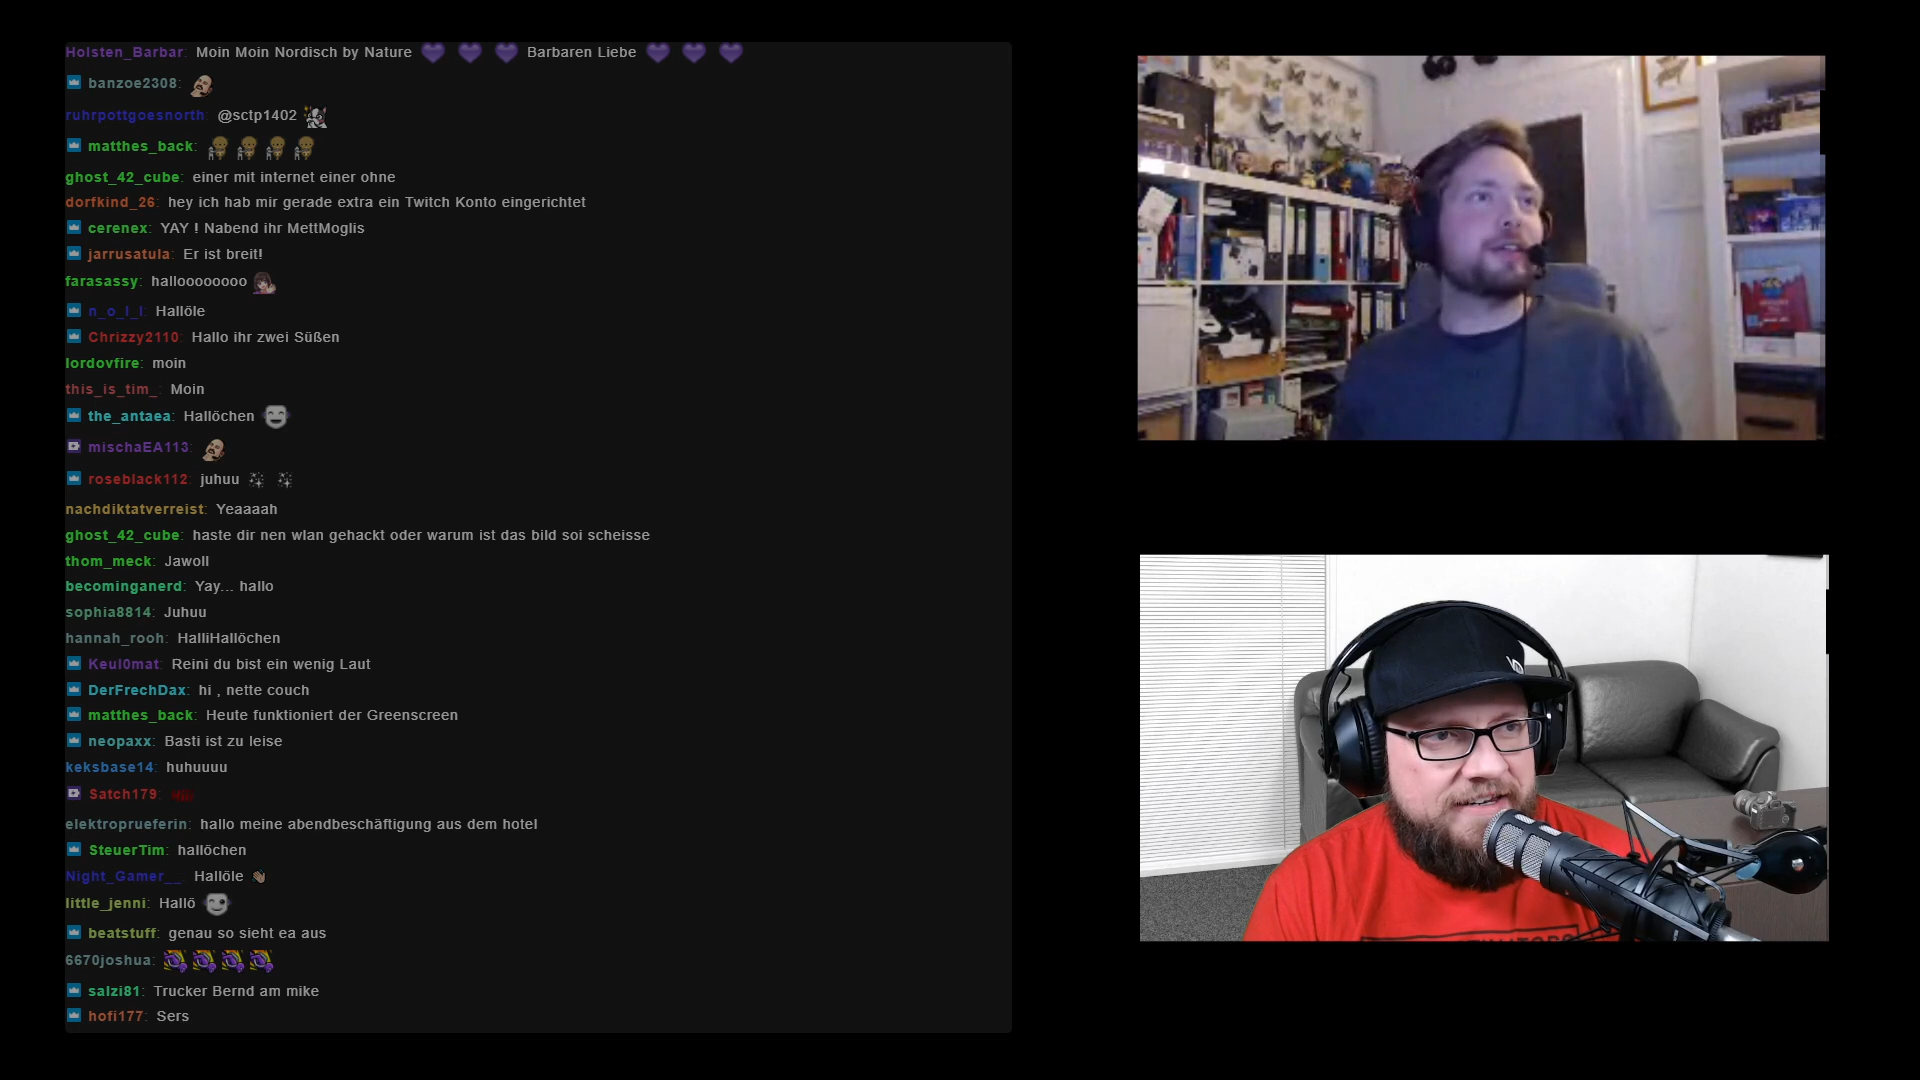 Holsten_Barbar: Moin Moin Nordisch by Nature Barbaren Liebe
banzoe2308:
ruhrpottgoesnorth: @sctp1402
matthes_back:
ghost_42_cube: einer mit internet einer ohne
dorfkind_26: hey ich hab mir gerade extra ein Twitch Konto eingerichtet
cerenex: YAY ! Nabend ihr MettMoglis
jarrusatula: Er ist breit!
farasassy: halloooooooo
n_o_l_l: Hallöle
Chrizzy2110: Hallo ihr zwei Süßen
lordovfire: moin
this_is_tim_: Moin
the_antaea: Hallöchen
mischaEA113:
roseblack112: juhuu
nachdiktatverreist: Yeaaaah
ghost_42_cube: haste dir nen wlan gehackt oder warum ist das bild soi scheisse
thom_meck: Jawoll
becominganerd: Yay... hallo
sophia8814: Juhuu
hannah_rooh: HalliHallöchen
Keul0mat: Reini du bist ein wenig Laut
DerFrechDax: hi , nette couch
matthes_back: Heute funktioniert der Greenscreen
neopaxx: Basti ist zu leise
keksbase14: huhuuuu
Satch179:
elektroprueferin: hallo meine abendbeschäftigung aus dem hotel
SteuerTim: hallöchen
Night_Gamer__: Hallöle
little_jenni: Hallö
beatstuff: genau so sieht ea aus
6670joshua:
salzi81: Trucker Bernd am mike
hofi177: Sers